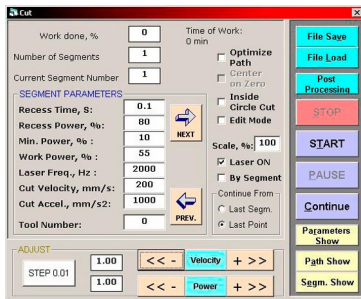 Cut
Work done, % 0
Time of Work:
0 min
Number of Segments 1
Current Segment Number 1
Optimize Path
Center on Zero
Inside Circle Cut
Edit Mode
SEGMENT PARAMETERS
Recess Time, S: 0.1
Recess Power, %: 80
Min. Power, % : 10
Work Power, % : 55
Laser Freq., Hz : 2000
Cut Velocity, mm/s: 200
Cut Accel., mm/s2: 1000
Tool Number: 0
NEXT
PREV.
Scale, %: 100
Laser ON
By Segment
Continue From
Last Segm.
Last Point
ADJUST
STEP 0.01
1.00 << - Velocity + >>
1.00 << - Power + >>
File Save
File Load
Post
Processing
STOP
START
PAUSE
Continue
Parameters
Show
Path Show
Segm. Show